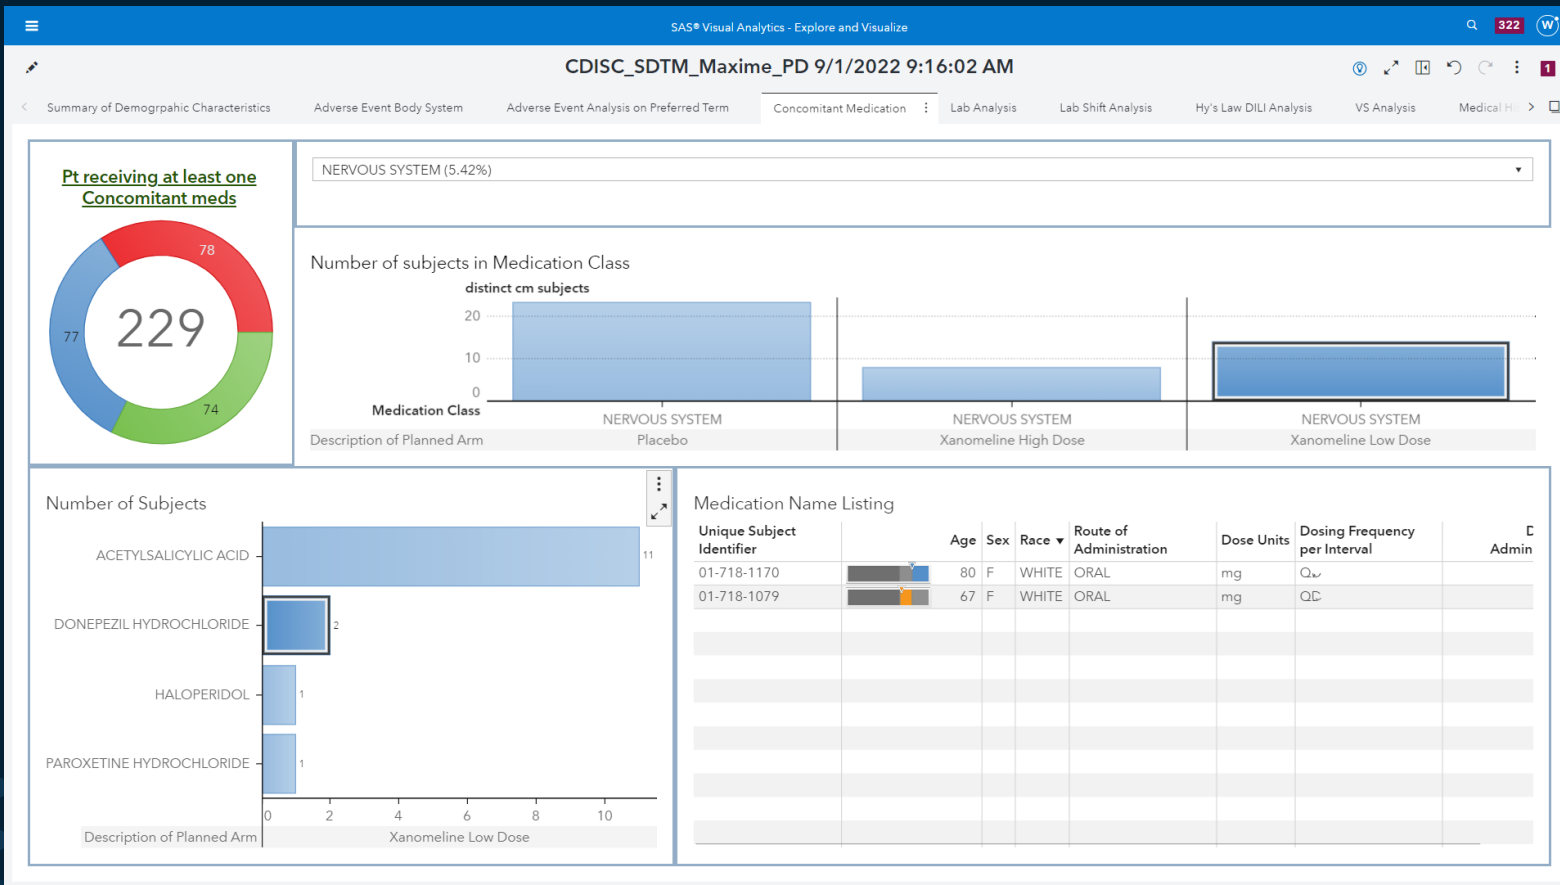 SAS® Visual Analytics - Explore and Visualize
322
W
CDISC_SDTM_Maxime_PD 9/1/2022 9:16:02 AM
1
Summary of Demogrpahic Characteristics
Adverse Event Body System
Adverse Event Analysis on Preferred Term
Concomitant Medication
Lab Analysis
Lab Shift Analysis
Hy's Law DILI Analysis
VS Analysis
Medical
Pt receiving at least one
Concomitant meds
78
77
229
74
NERVOUS SYSTEM (5.42%)
Number of subjects in Medication Class
distinct cm subjects
20
10
0
Medication Class
NERVOUS SYSTEM
NERVOUS SYSTEM
NERVOUS SYSTEM
Description of Planned Arm
Placebo
Xanomeline High Dose
Xanomeline Low Dose
Number of Subjects
ACETYLSALICYLIC ACID
11
DONEPEZIL HYDROCHLORIDE
2
HALOPERIDOL
1
PAROXETINE HYDROCHLORIDE
1
0 2 4 6 8 10
Description of Planned Arm
Xanomeline Low Dose
Medication Name Listing
Unique Subject
Identifier
Age Sex Race
Route of
Administration
Dose Units
Dosing Frequency
per Interval
D
Admin
01-718-1170 80 F WHITE ORAL mg
01-718-1079 67 F WHITE ORAL mg QD